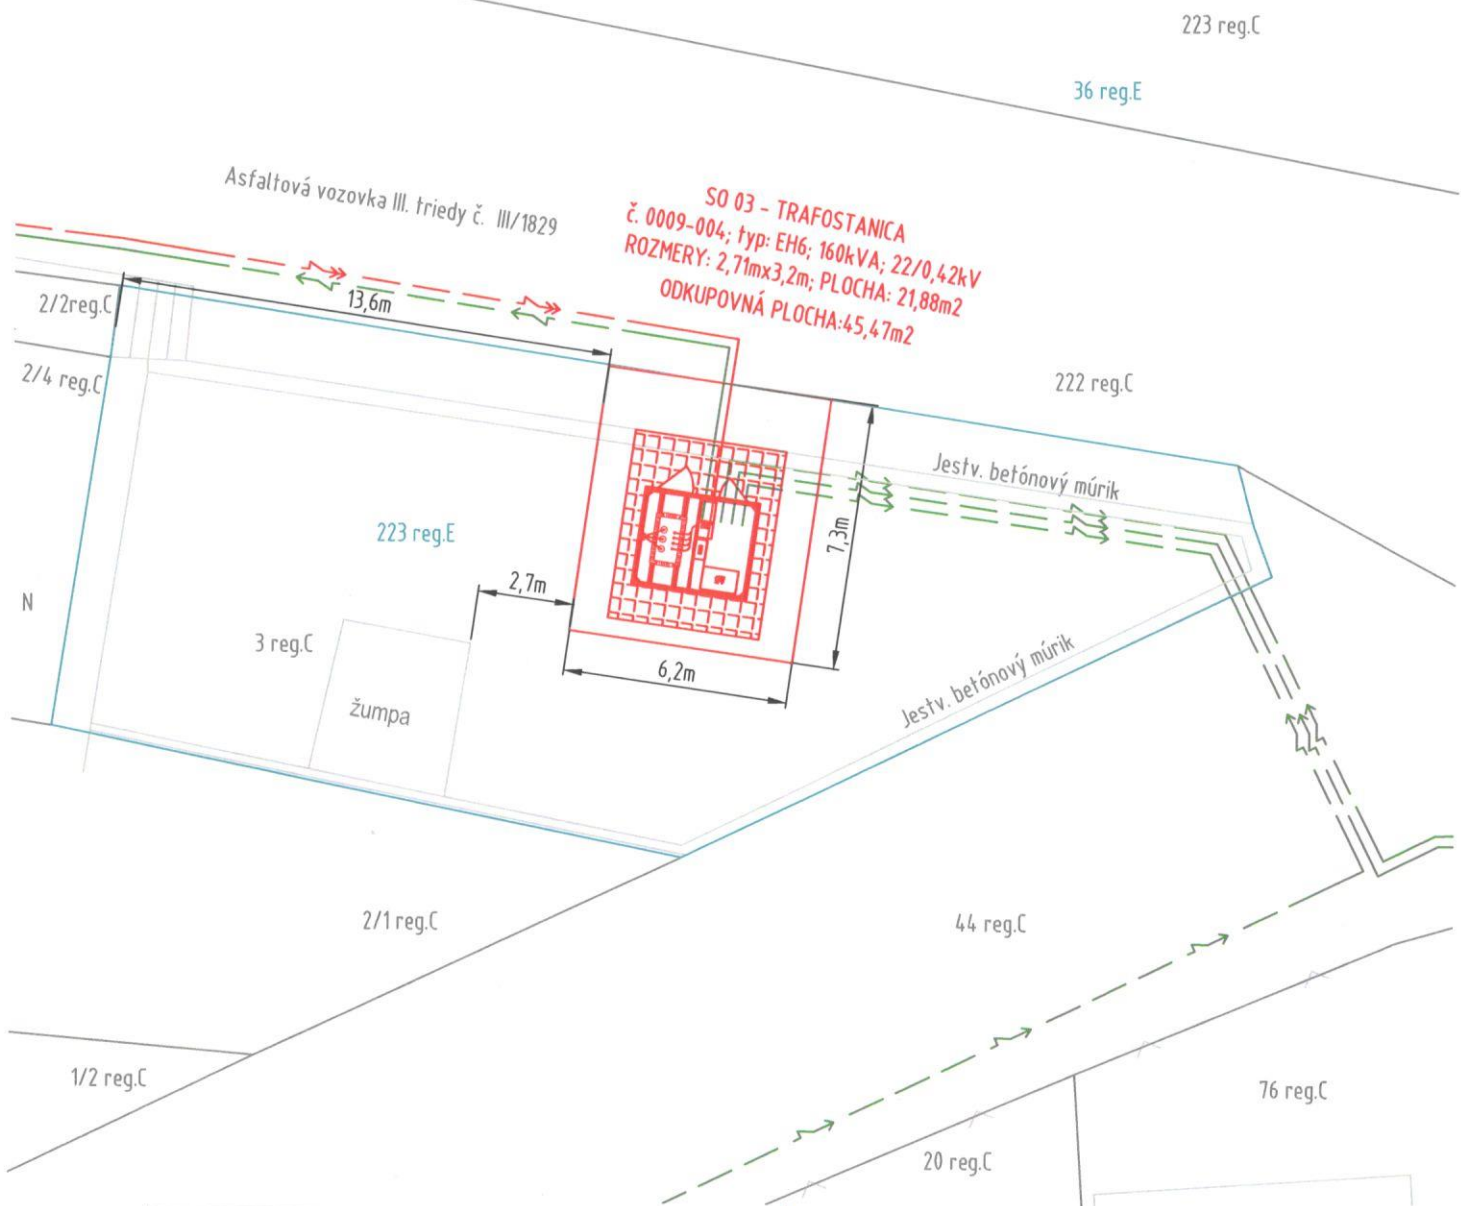 223 reg.C
36 reg.E
Asfaltová vozovka III. triedy č. III/1829
SO 03 - TRAFOSTANICA
č. 0009-004; typ: EH6; 160kVA; 22/0,42kV
ROZMERY: 2,71mx3,2m; PLOCHA: 21,88m2
ODKUPOVNÁ PLOCHA:45,47m2
2/2reg.C
13,6m
2/4 reg.C
222 reg.C
Jestv. betónový múrik
223 reg.E
7,3m
2,7m
N
3 reg.C
6,2m
Jestv. betónový múrik
žumpa
2/1 reg.C
44 reg.C
1/2 reg.C
76 reg.C
20 reg.C